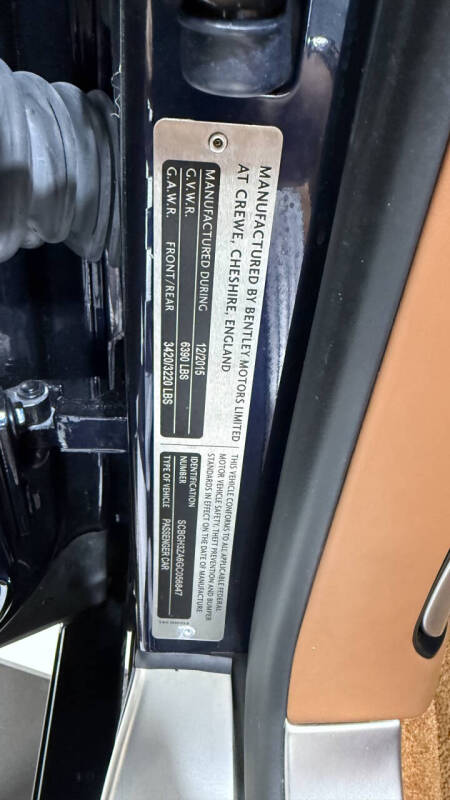 MANUFACTURED BY BENTLEY MOTORS LIMITED
AT CREWE, CHESHIRE, ENGLAND
MANUFACTURED DURING 12/2015
G.V.W.R. 6390 LBS
G.A.W.R. FRONT/REAR 3420/3220 LBS
THIS VEHICLE CONFORMS TO ALL APPLICABLE FEDERAL
MOTOR VEHICLE SAFETY, THEFT PREVENTION AND BUMPER
STANDARDS IN EFFECT ON THE DATE OF MANUFACTURE
IDENTIFICATION
NUMBER SCBGH3ZA8GC056847
TYPE OF VEHICLE PASSENGER CAR